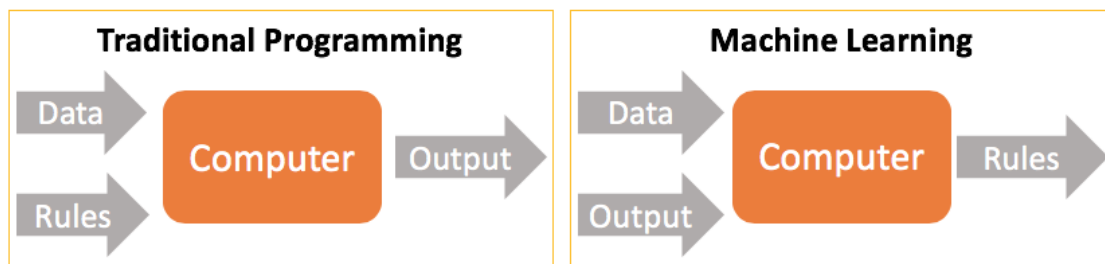 Traditional Programming
Data
Computer
Output
Rules
Machine Learning
Data
Computer
Rules
Output